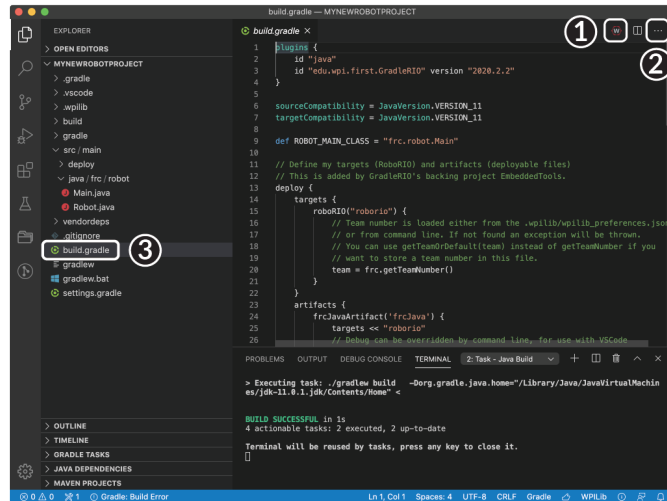 build.gradle — MYNEWROBOTPROJECT
EXPLORER
OPEN EDITORS
MYNEWROBOTPROJECT
.gradle
.vscode
.wpilib
build
gradle
src / main
deploy
java / frc / robot
Main.java
Robot.java
vendordeps
.gitignore
build.gradle
gradlew
gradlew.bat
settings.gradle
OUTLINE
TIMELINE
GRADLE TASKS
JAVA DEPENDENCIES
MAVEN PROJECTS
3
build.gradle ×
1
W
...
2
1 plugins {
2 id "java"
3 id "edu.wpi.first.GradleRIO" version "2020.2.2"
4 }
5
6 sourceCompatibility = JavaVersion.VERSION_11
7 targetCompatibility = JavaVersion.VERSION_11
8
9 def ROBOT_MAIN_CLASS = "frc.robot.Main"
10
11 // Define my targets (RoboRIO) and artifacts (deployable files)
12 // This is added by GradleRIO's backing project EmbeddedTools.
13 deploy {
14 targets {
15 roboRIO("roborio") {
16 // Team number is loaded either from the .wpilib/wpilib_preferences.json
17 // or from command line. If not found an exception will be thrown.
18 // You can use getTeamOrDefault(team) instead of getTeamNumber if you
19 // want to store a team number in this file.
20 team = frc.getTeamNumber()
21 }
22 }
23 artifacts {
24 frcJavaArtifact('frcJava') {
25 targets << "roborio"
26 // Debug can be overridden by command line, for use with VSCode
PROBLEMS OUTPUT DEBUG CONSOLE TERMINAL 2: Task - Java Build
> Executing task: ./gradlew build -Dorg.gradle.java.home="/Library/Java/JavaVirtualMachin
es/jdk-11.0.1.jdk/Contents/Home" <
BUILD SUCCESSFUL in 1s
4 actionable tasks: 2 executed, 2 up-to-date
Terminal will be reused by tasks, press any key to close it.
0 0 1 Gradle: Build Error Ln 1, Col 1 Spaces: 4 UTF-8 CRLF Gradle WPILib